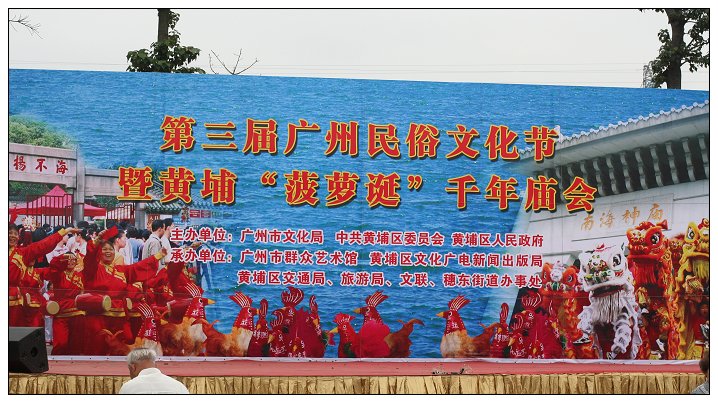 第三届广州民俗文化节
暨黄埔“菠萝诞”千年庙会
主办单位：广州市文化局 中共黄埔区委员会 黄埔区人民政府
承办单位：广州市群众艺术馆 黄埔区文化广电新闻出版局
黄埔区交通局、旅游局、文联、穗东街道办事处
揚不海
南海神庙